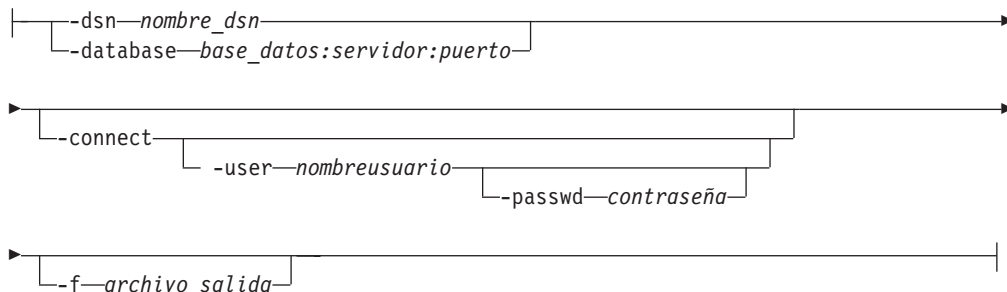 -dsn nombre_dsn
-database base_datos:servidor:puerto
-connect
-user nombreusuario
-passwd contraseña
-f archivo_salida